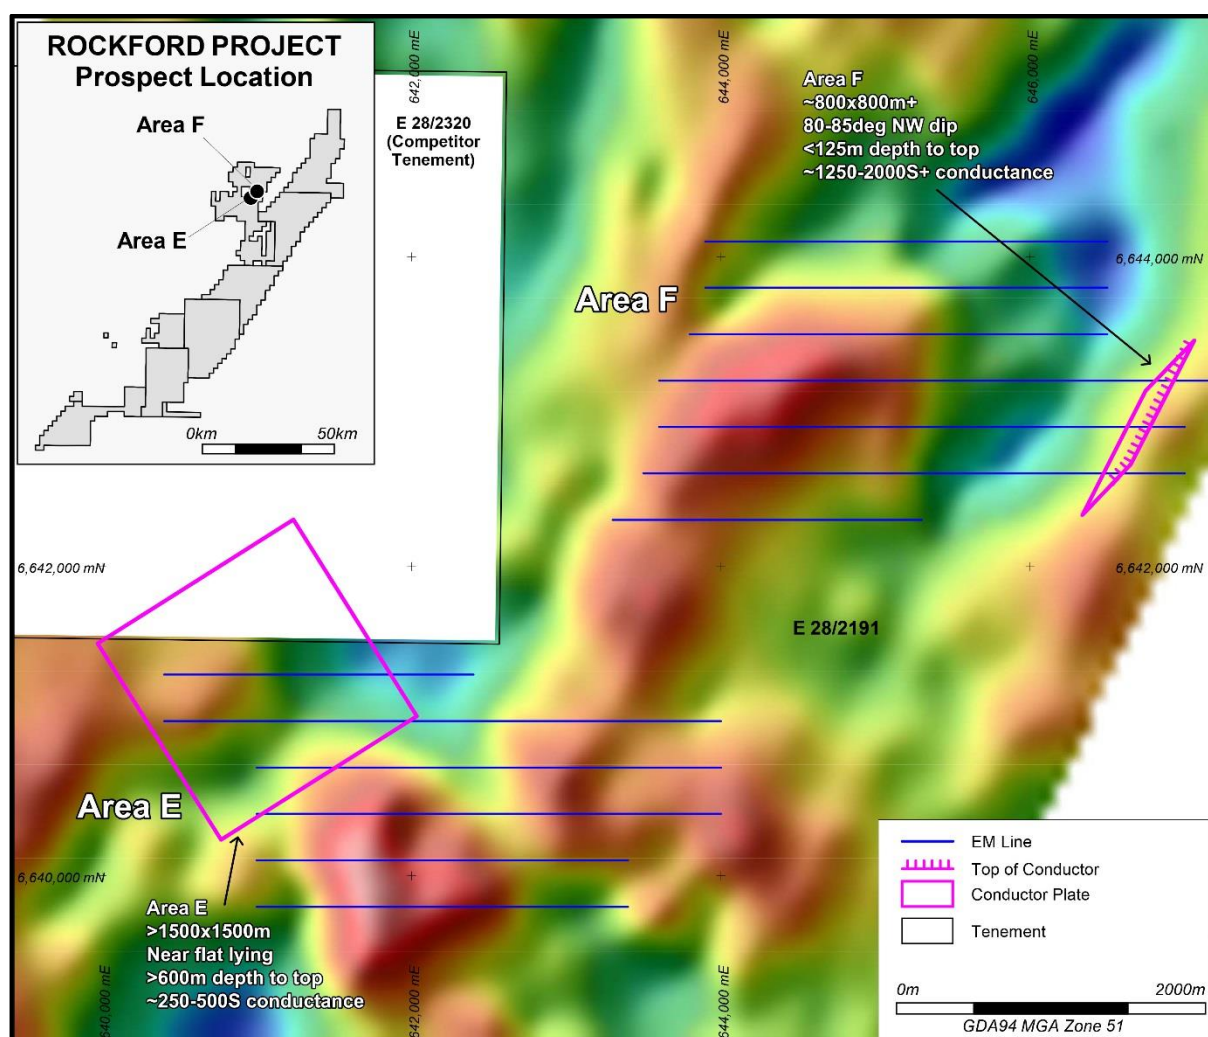 ROCKFORD PROJECT
Prospect Location
Area F
Area E
0km
50km
642,000 mE
644,000 mE
646,000 mE
E 28/2320
(Competitor
Tenement)
Area F
~800x800m+
80-85deg NW dip
<125m depth to top
~1250-2000S+ conductance
6,644,000 mN
Area F
6,642,000 mN
6,642,000 mN
E 28/2191
Area E
6,640,000 mN
6,640,000 mN
Area E
>1500x1500m
Near flat lying
>600m depth to top
~250-500S conductance
640,000 mE
642,000 mE
644,000 mE
EM Line
Top of Conductor
Conductor Plate
Tenement
0m
2000m
GDA94 MGA Zone 51